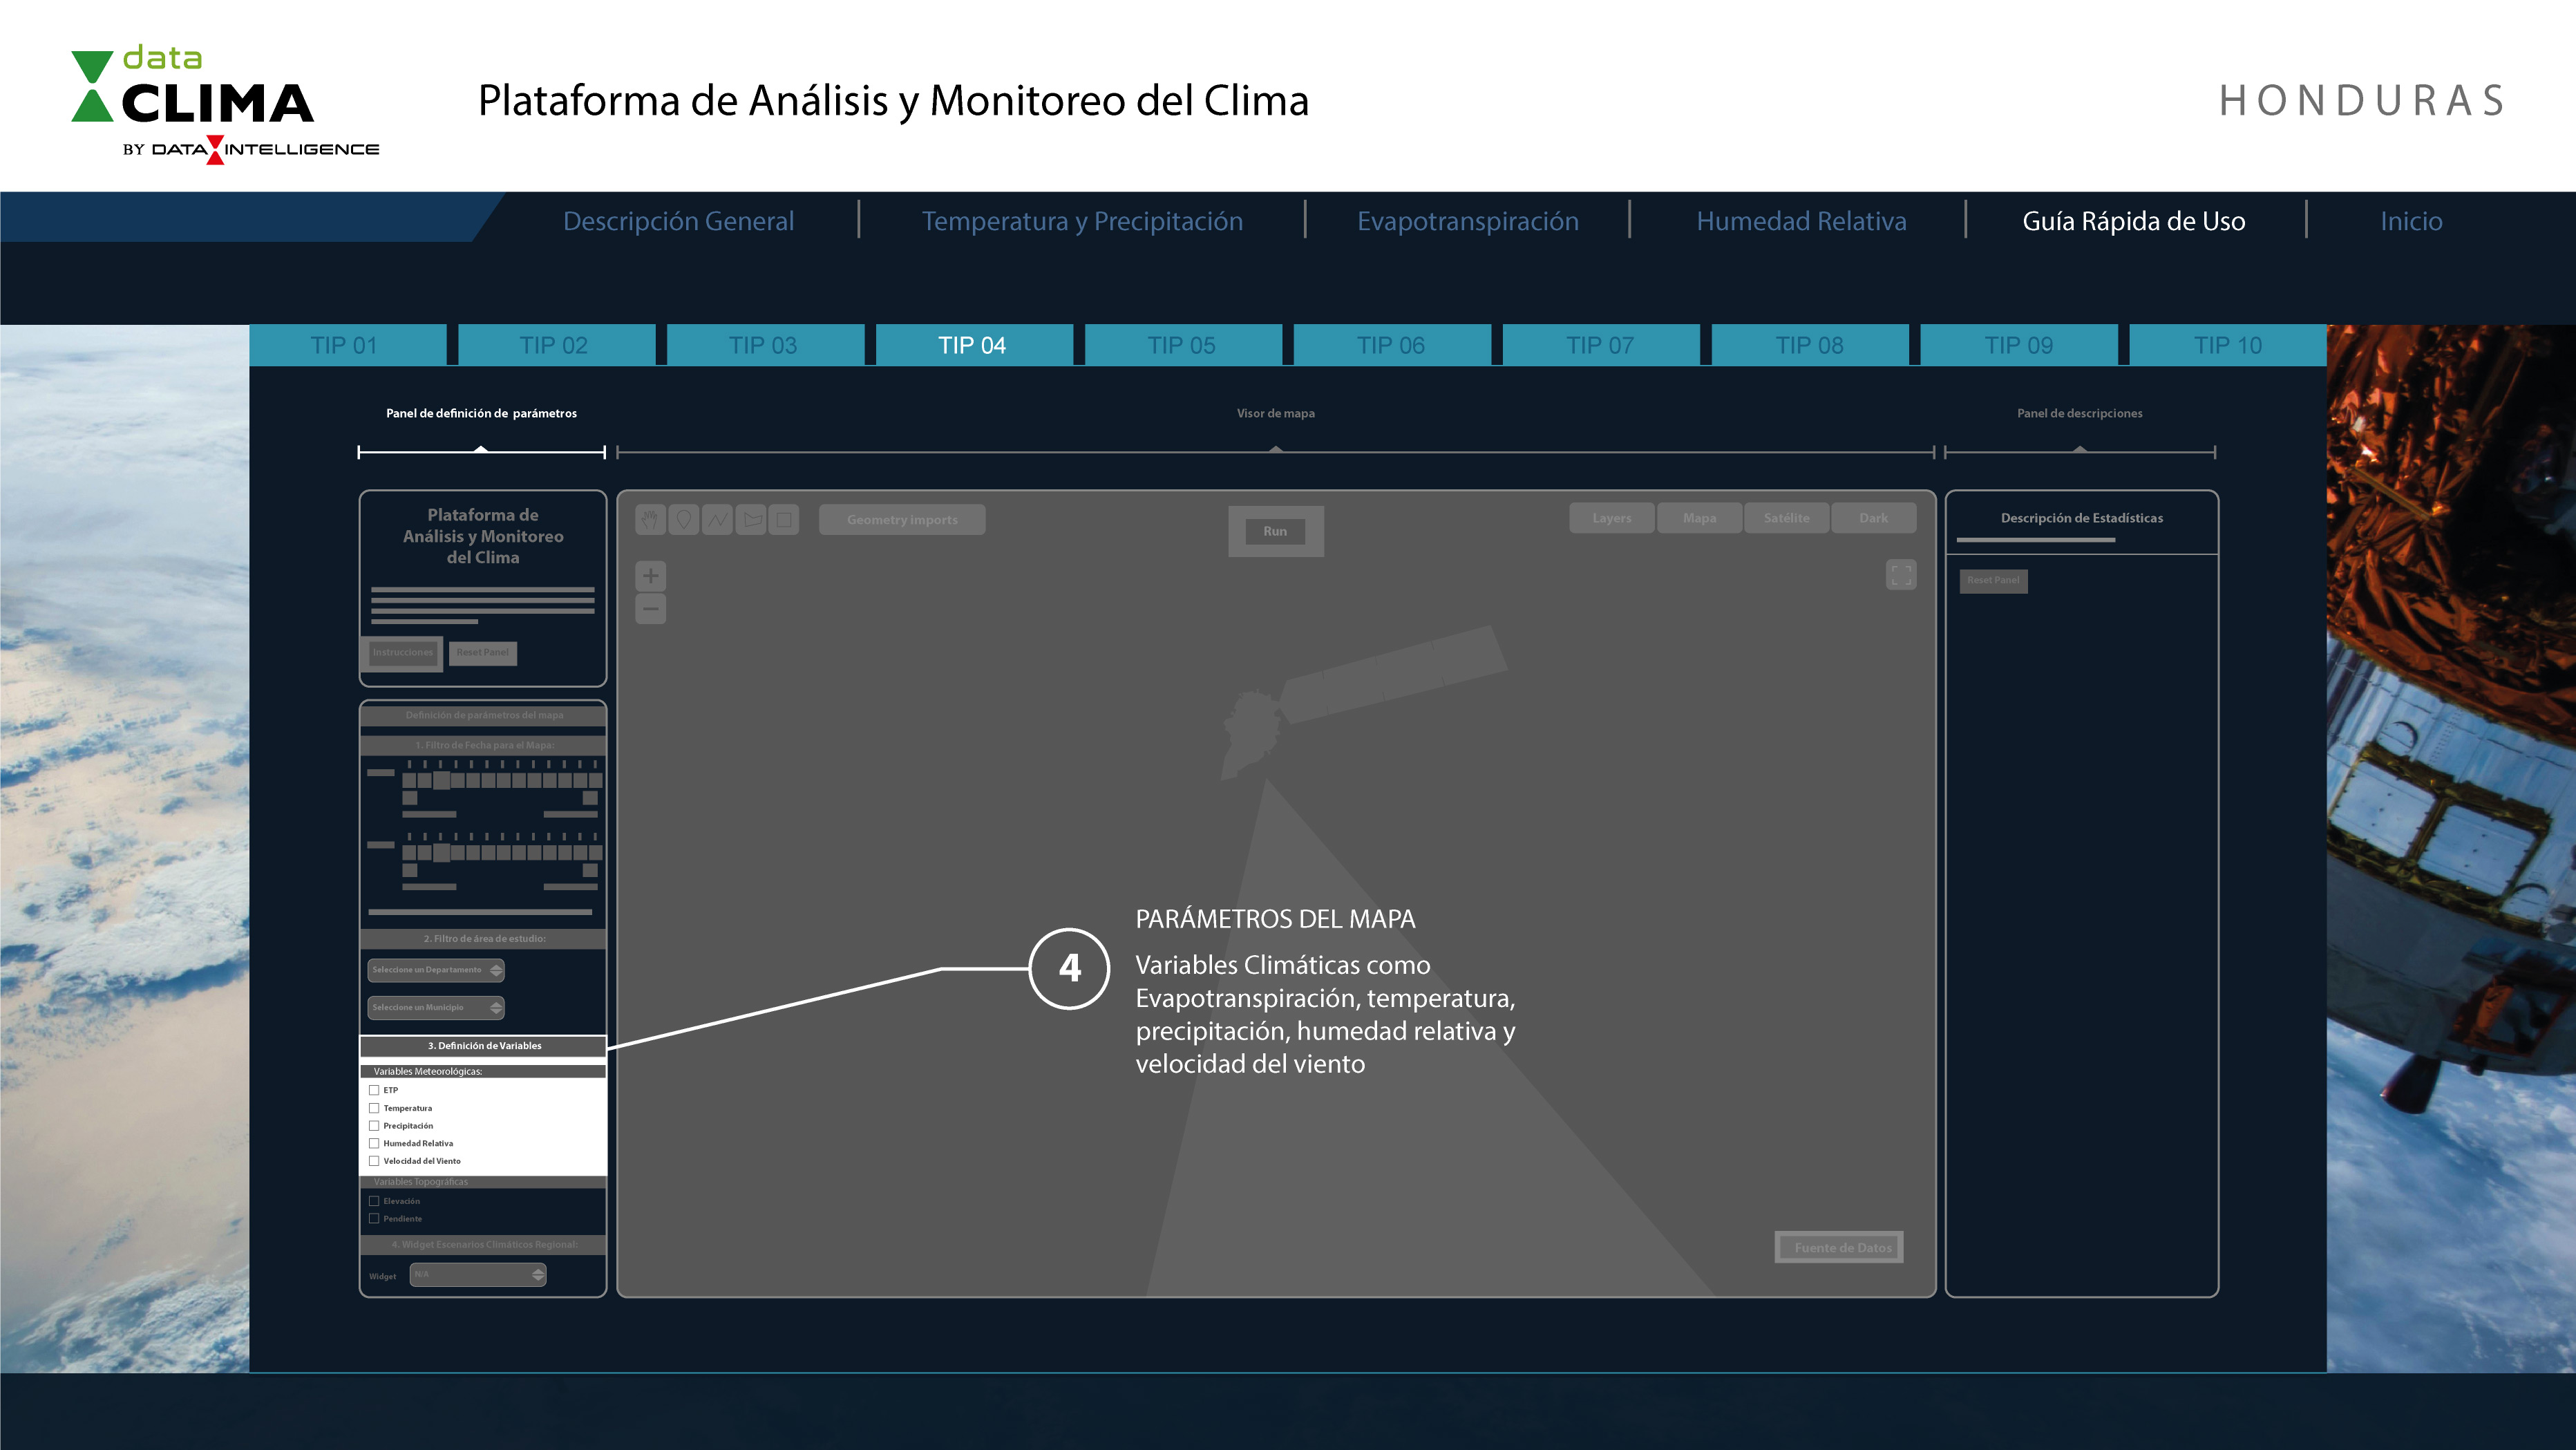 data
CLIMA
BY DATA INTELLIGENCE
Plataforma de Análisis y Monitoreo del Clima
HONDURAS
Descripción General
Temperatura y Precipitación
Evapotranspiración
Humedad Relativa
Guía Rápida de Uso
Inicio
TIP 01
TIP 02
TIP 03
TIP 04
TIP 05
TIP 06
TIP 07
TIP 08
TIP 09
TIP 10
Panel de definición de parámetros
Visor de mapa
Panel de descripciones
Plataforma de
Análisis y Monitoreo
del Clima
Instrucciones
Reset Panel
Definición de parámetros del mapa
1. Filtro de Fecha para el Mapa:
2. Filtro de área de estudio:
Seleccione un Departamento
Seleccione un Municipio
3. Definición de Variables
Variables Meteorológicas:
ETP
Temperatura
Precipitación
Humedad Relativa
Velocidad del Viento
Variables Topográficas
Elevación
Pendiente
4. Widget Escenarios Climáticos Regional:
Widget
N/A
Geometry imports
Run
Layers
Mapa
Satélite
Dark
+
−
4
PARÁMETROS DEL MAPA
Variables Climáticas como
Evapotranspiración, temperatura,
precipitación, humedad relativa y
velocidad del viento
Fuente de Datos
Descripción de Estadísticas
Reset Panel